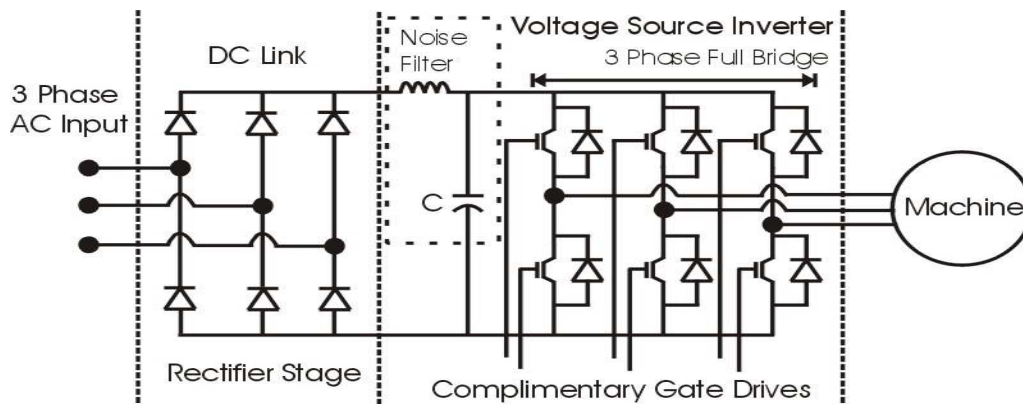 Voltage Source Inverter
DC Link
Noise
Filter
3 Phase Full Bridge
3 Phase
AC Input
C
Machine
Rectifier Stage
Complimentary Gate Drives